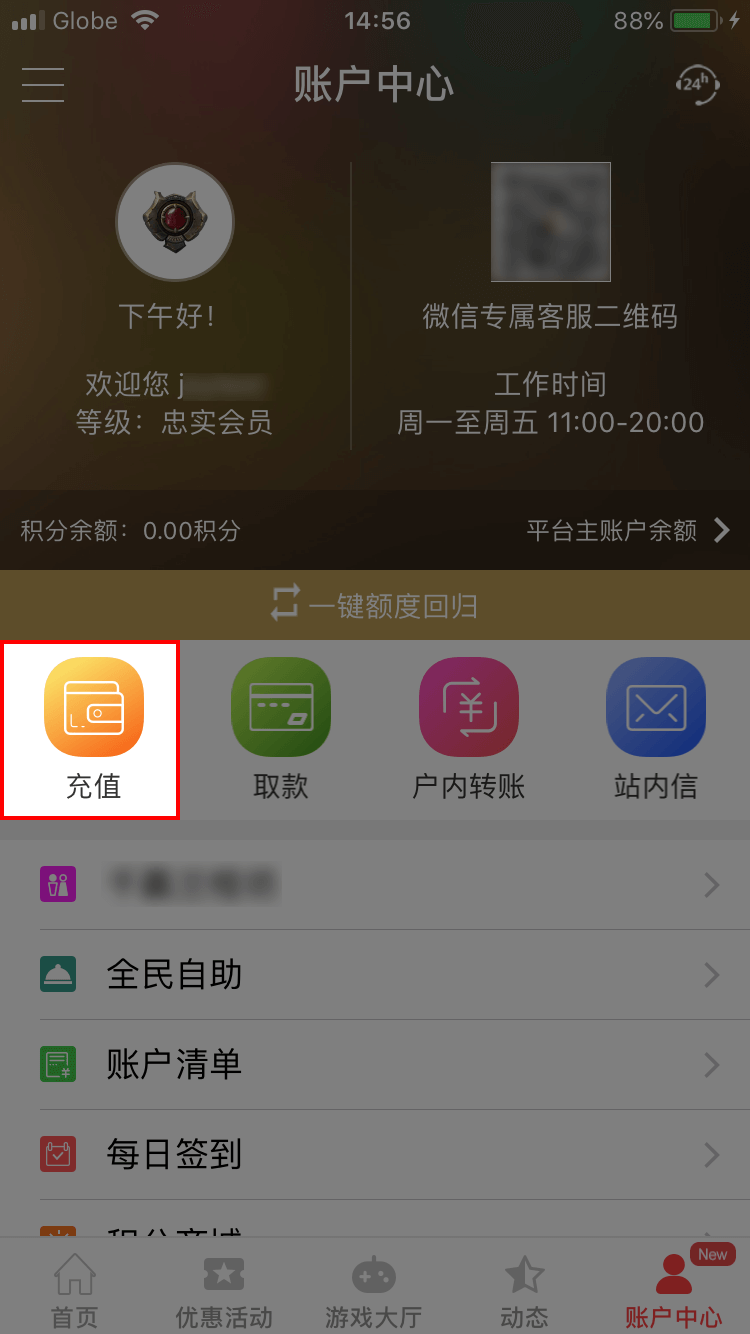 Globe 14:56 88%
账户中心
24h
下午好！
微信专属客服二维码
欢迎您 j
等级：忠实会员
工作时间
周一至周五 11:00-20:00
积分余额：0.00积分
平台主账户余额
一键额度回归
充值
取款
户内转账
站内信
全民自助
账户清单
每日签到
积分商城
New
首页
优惠活动
游戏大厅
动态
账户中心